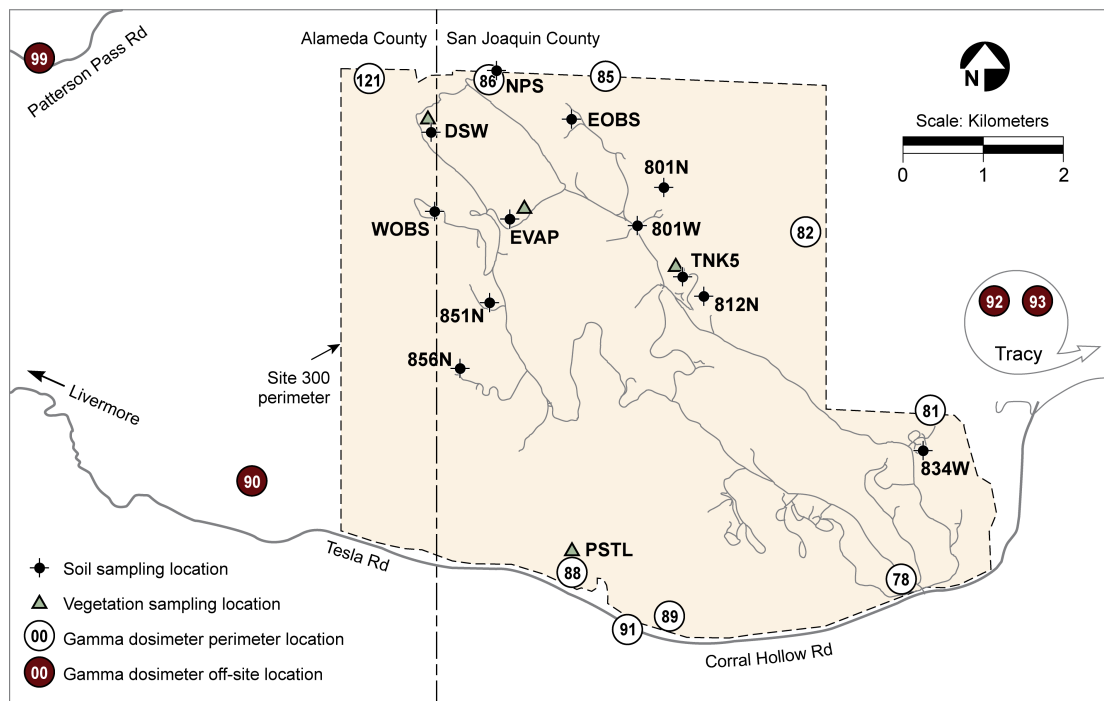 Alameda County
San Joaquin County
99
Patterson Pass Rd
121
86
85
NPS
N
Scale: Kilometers
0 1 2
DSW
EOBS
801N
WOBS
EVAP
801W
82
TNK5
812N
851N
92
93
Tracy
856N
Site 300
perimeter
Livermore
81
834W
90
Tesla Rd
PSTL
88
78
89
91
Corral Hollow Rd
Soil sampling location
Vegetation sampling location
00 Gamma dosimeter perimeter location
00 Gamma dosimeter off-site location